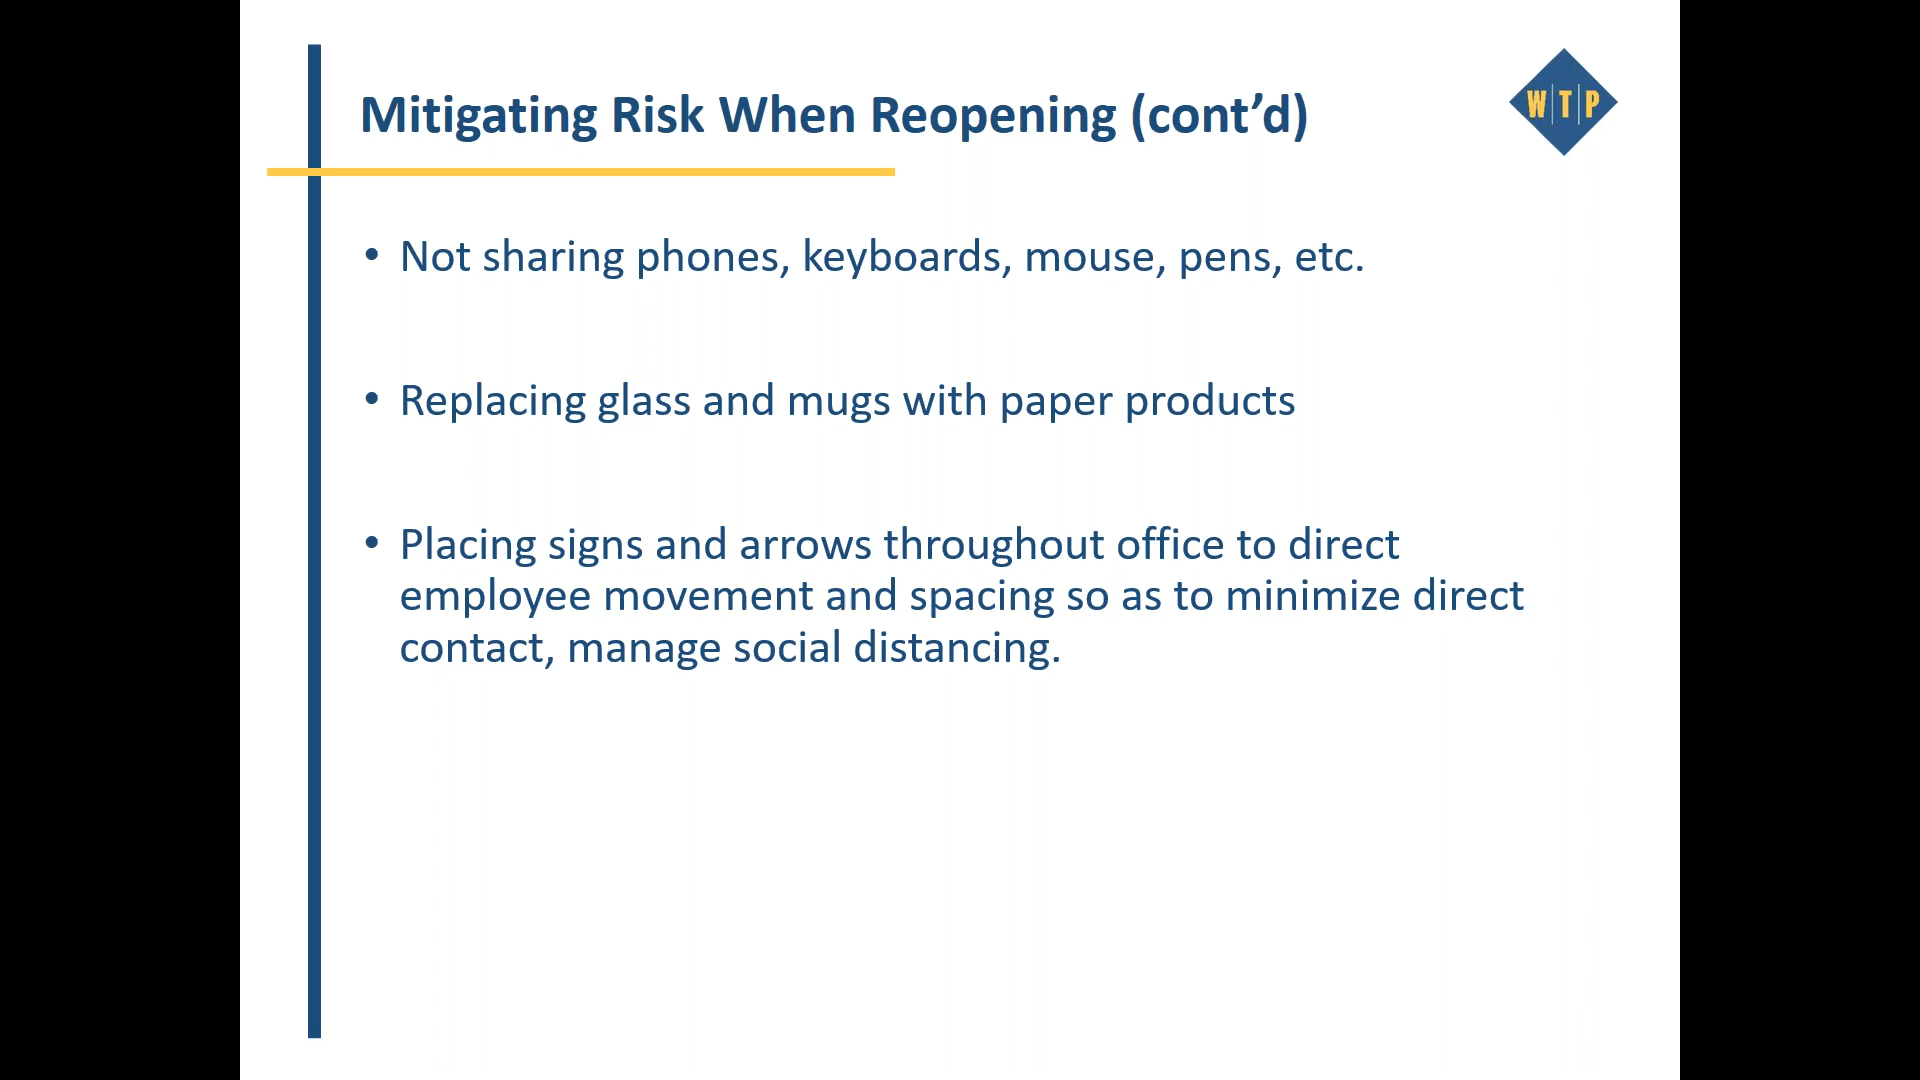 Mitigating Risk When Reopening (cont’d)
W|T|P
• Not sharing phones, keyboards, mouse, pens, etc.
• Replacing glass and mugs with paper products
• Placing signs and arrows throughout office to direct
employee movement and spacing so as to minimize direct
contact, manage social distancing.